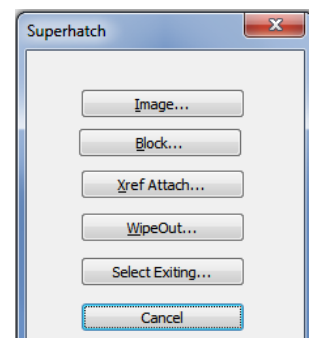 Superhatch
Image...
Block...
Xref Attach...
WipeOut...
Select Exiting...
Cancel